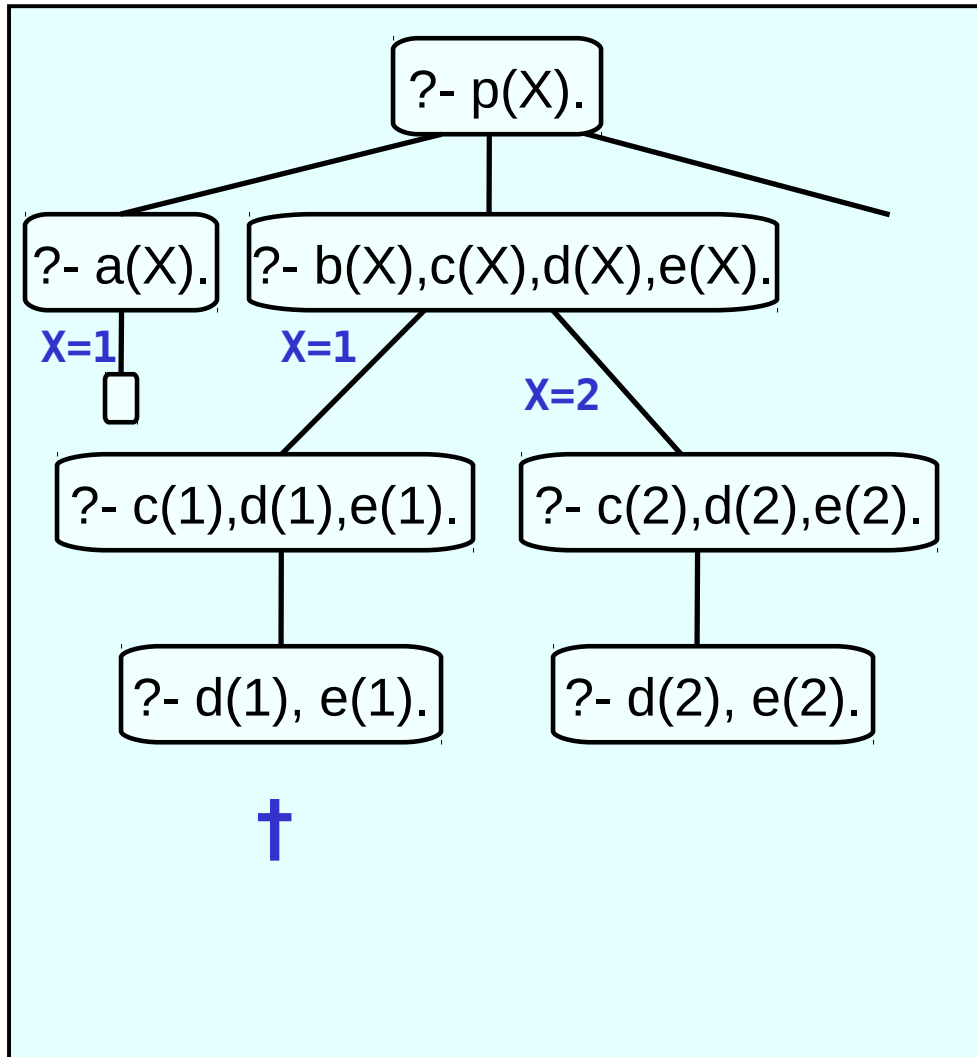 ?- p(X).
?- a(X).
?- b(X),c(X),d(X),e(X).
X=1
X=1
X=2
?- c(1),d(1),e(1).
?- c(2),d(2),e(2).
?- d(1), e(1).
?- d(2), e(2).
†